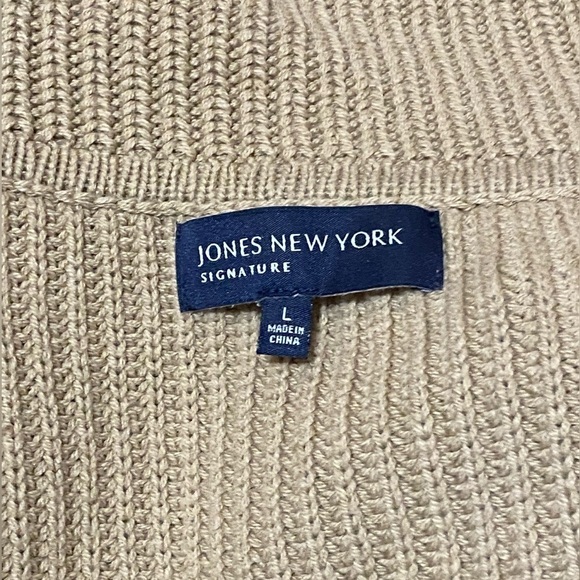 JONES NEW YORK
SIGNATURE
L
MADE IN
CHINA